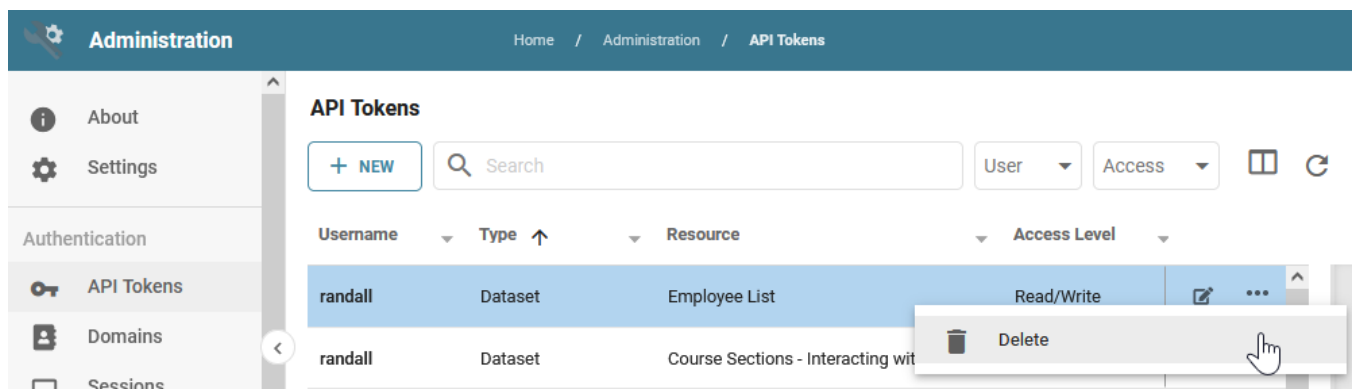 Administration
Home / Administration / API Tokens
About
Settings
Authentication
API Tokens
Domains
Sessions
API Tokens
+ NEW
Search
User
Access
Username Type Resource Access Level
randall Dataset Employee List Read/Write
Delete
randall Dataset Course Sections - Interacting wit